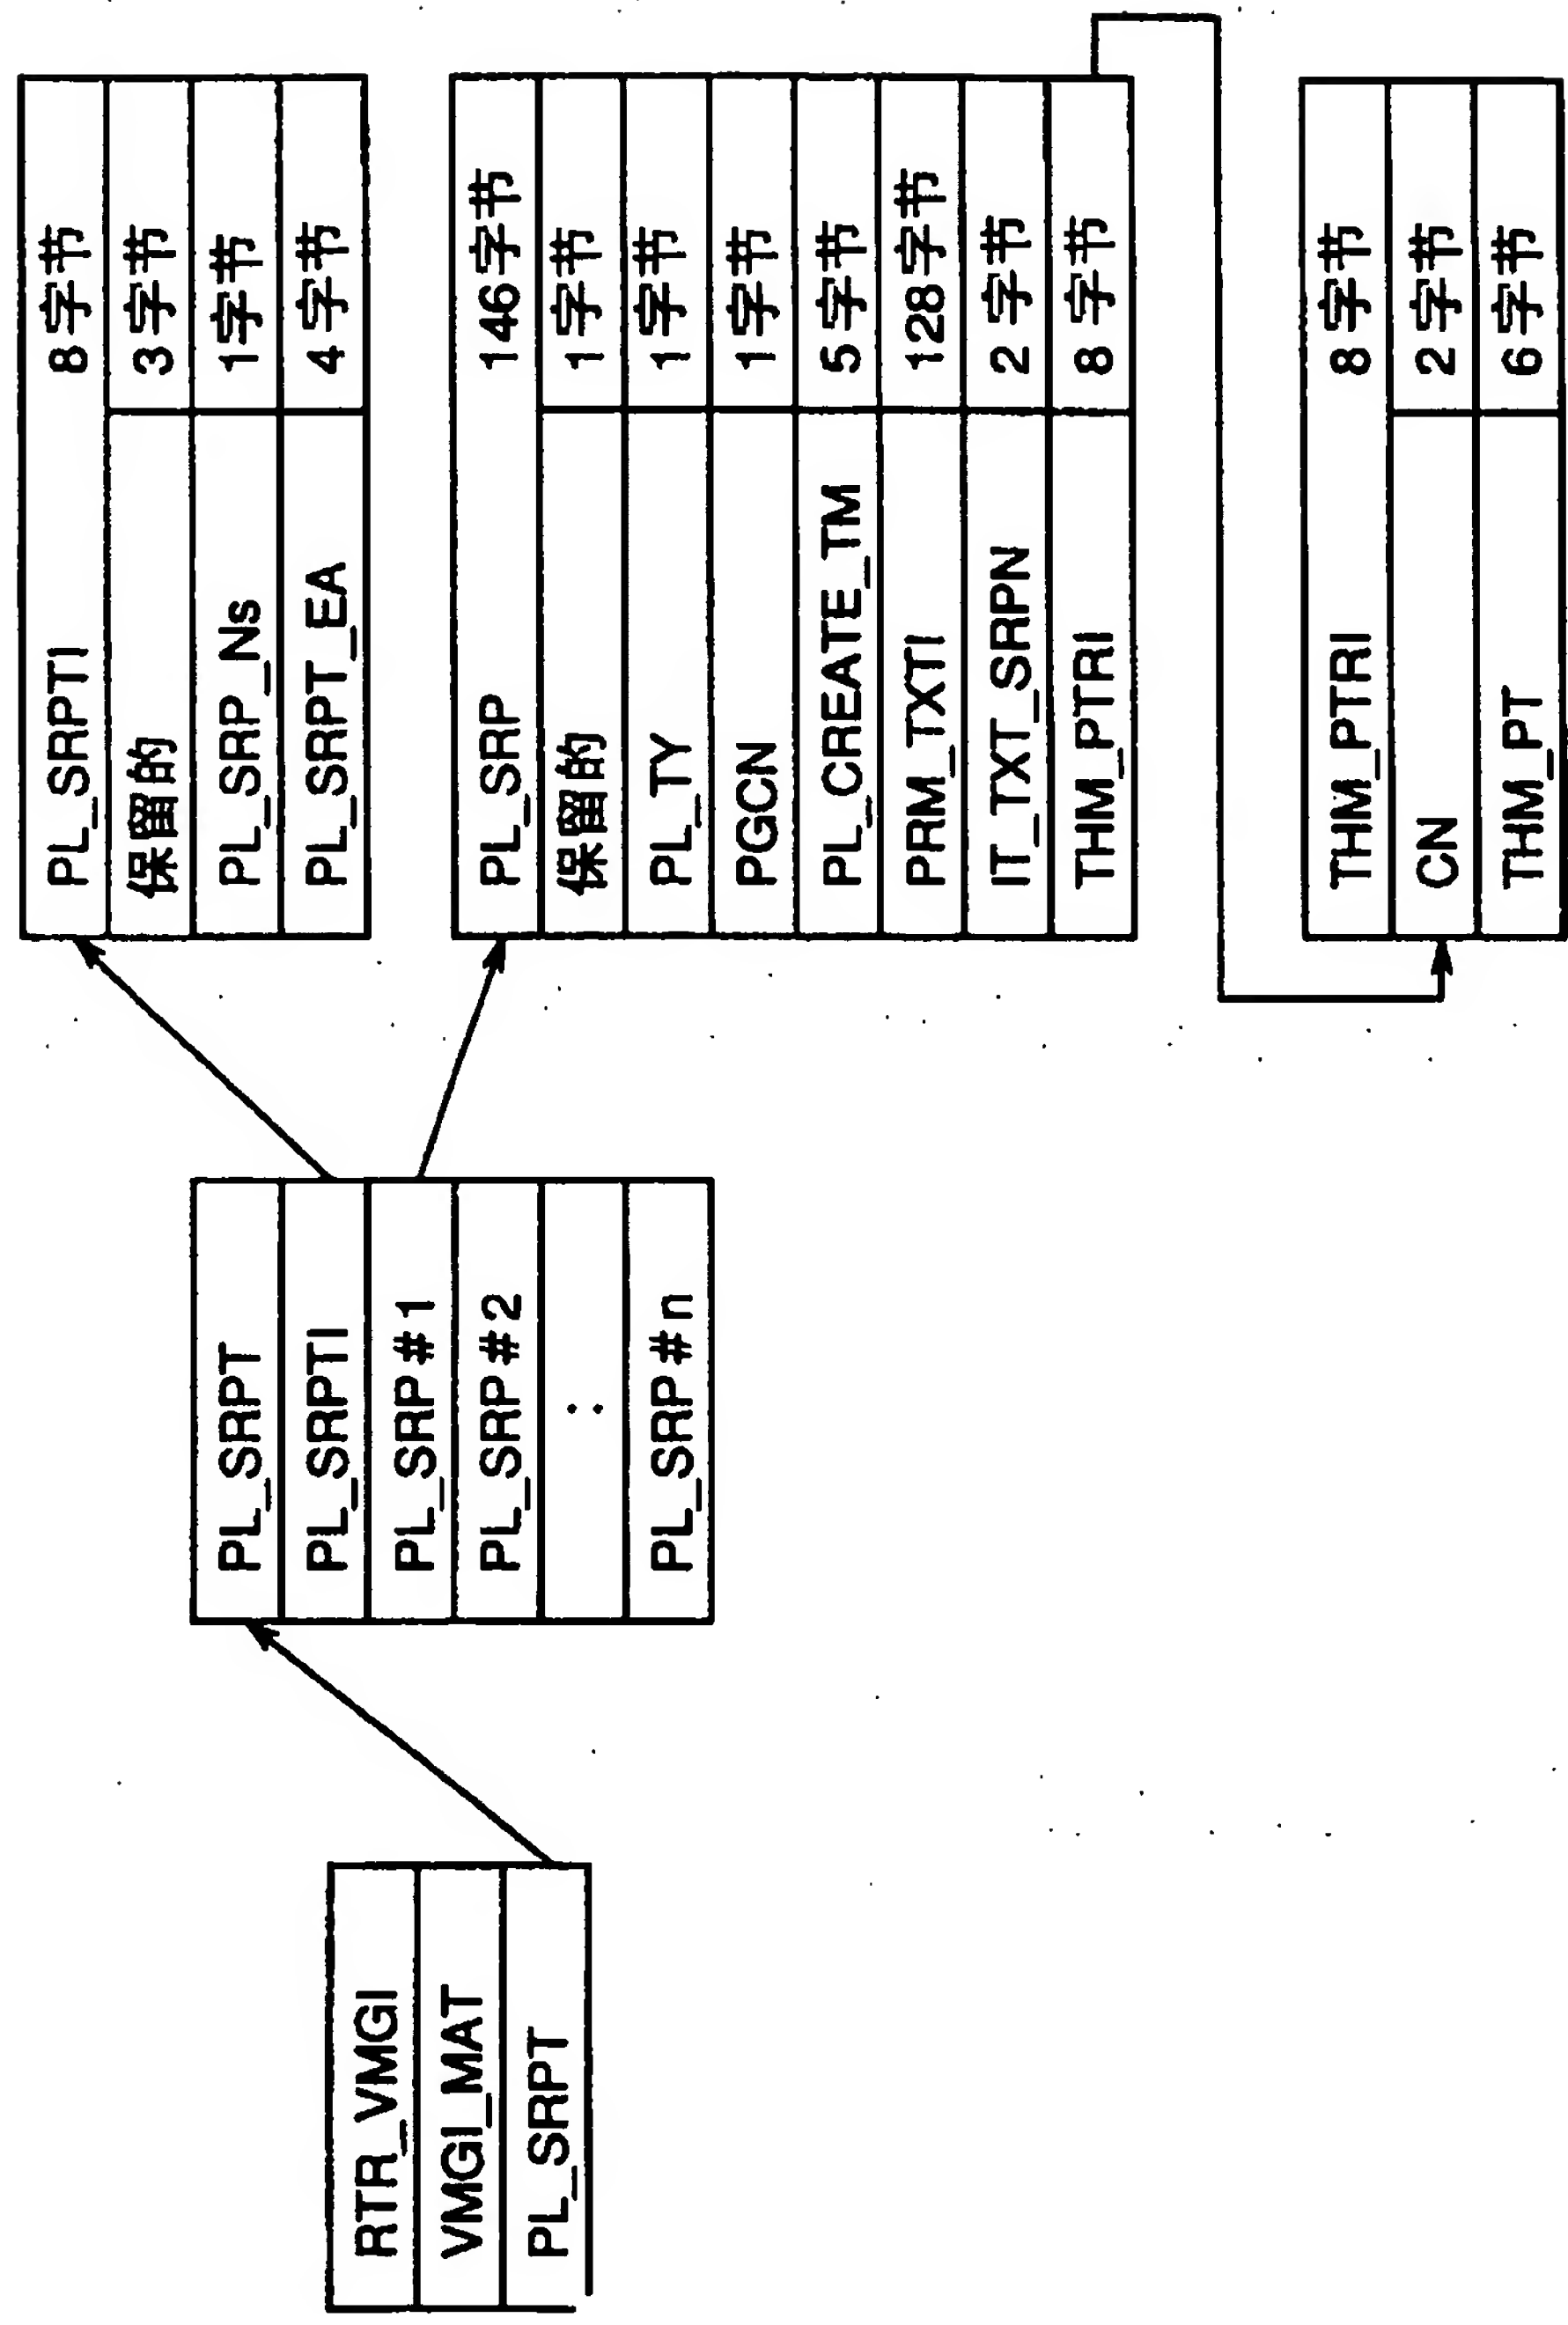 RTR_VMGI
VMGI_MAT
PL_SRPT
PL_SRPT
PL_SRPTI
PL_SRP#1
PL_SRP#2
:
PL_SRP#n
PL_SRPTI 8字节
保留的 3字节
PL_SRP_Ns 1字节
PL_SRPT_EA 4字节
PL_SRP 146字节
保留的 1字节
PL_TY 1字节
PGCN 1字节
PL_CREATE_TM 5字节
PRM_TXTI 128字节
IT_TXT_SRPN 2字节
THM_PTRI 8字节
THM_PTRI 8字节
CN 2字节
THM_PT 6字节